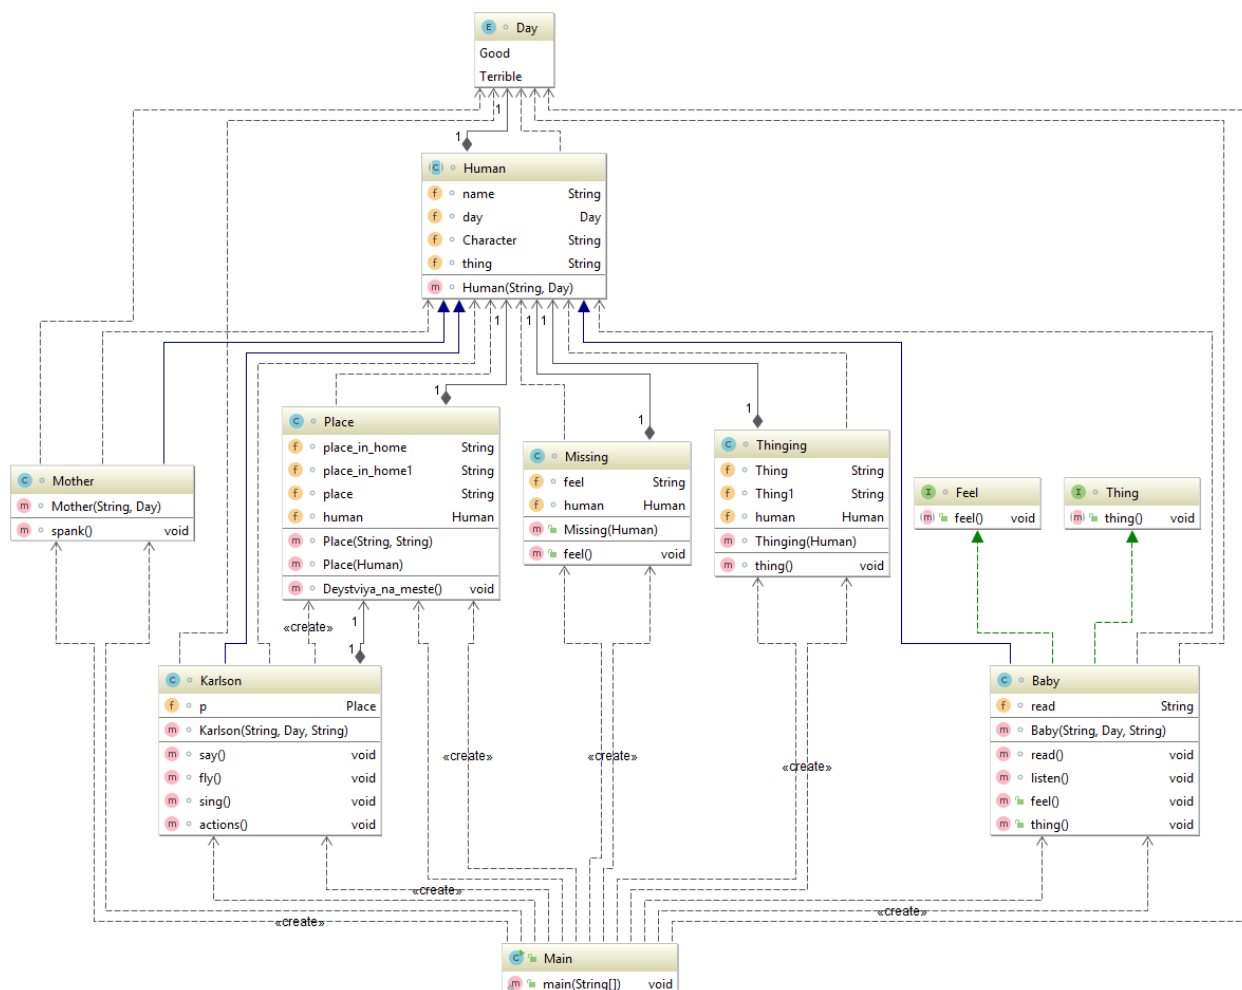 E Day
Good
Terrible
1
1
C Human
f name String
f day Day
f Character String
f thing String
m Human(String, Day)
1
1
1
1
1
1
C Place
f place_in_home String
f place_in_home1 String
f place String
f human Human
m Place(String, String)
m Place(Human)
m Deystviya_na_meste() void
C Missing
f feel String
f human Human
m Missing(Human)
m feel() void
C Thinging
f Thing String
f Thing1 String
f human Human
m Thinging(Human)
m thing() void
C Mother
m Mother(String, Day)
m spank() void
I Feel
m feel() void
I Thing
m thing() void
«create»
1
1
C Karlson
f p Place
m Karlson(String, Day, String)
m say() void
m fly() void
m sing() void
m actions() void
«create»
«create»
«create»
C Baby
f read String
m Baby(String, Day, String)
m read() void
m listen() void
m feel() void
m thing() void
«create»
«create»
«create»
C Main
m main(String[]) void